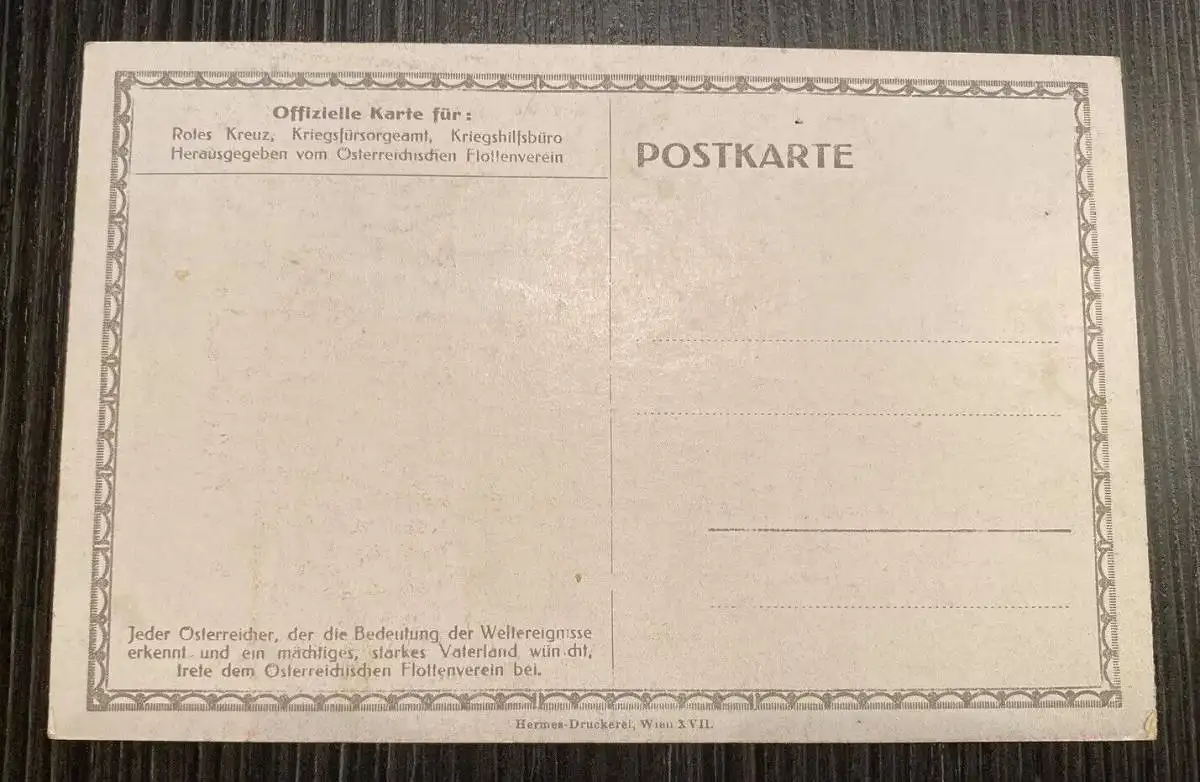 Offizielle Karte für:
Rotes Kreuz, Kriegsfürsorgeamt, Kriegshilfsbüro
Herausgegeben vom Österreichischen Flottenverein
POSTKARTE
Jeder Österreicher, der die Bedeutung der Weltereignisse
erkennt und ein mächtiges, starkes Vaterland wünscht,
trete dem Österreichischen Flottenverein bei.
Hermes-Druckerei, Wien XVII.